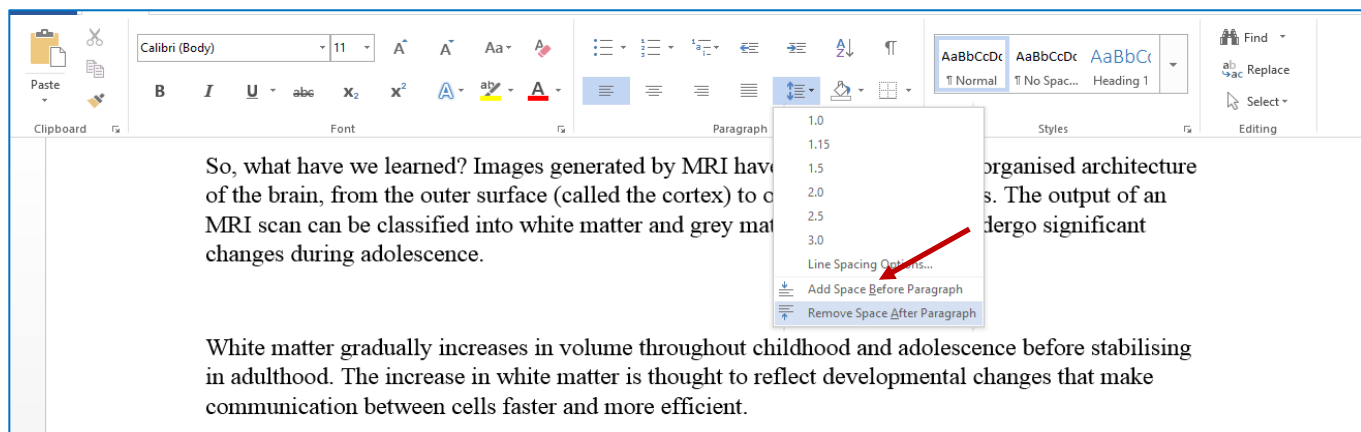 Calibri (Body) 11 A A Aa
Find
Replace
Select
Paste
B I U abc X₂ x² A aby A
AaBbCcDc AaBbCcDc AaBbCc
¶ Normal ¶ No Spac... Heading 1
Clipboard Font Paragraph Styles Editing
1.0
1.15
1.5
2.0
2.5
3.0
Line Spacing Options...
Add Space Before Paragraph
Remove Space After Paragraph
So, what have we learned? Images generated by MRI have organised architecture
of the brain, from the outer surface (called the cortex) to The output of an
MRI scan can be classified into white matter and grey significant
changes during adolescence.
White matter gradually increases in volume throughout childhood and adolescence before stabilising
in adulthood. The increase in white matter is thought to reflect developmental changes that make
communication between cells faster and more efficient.